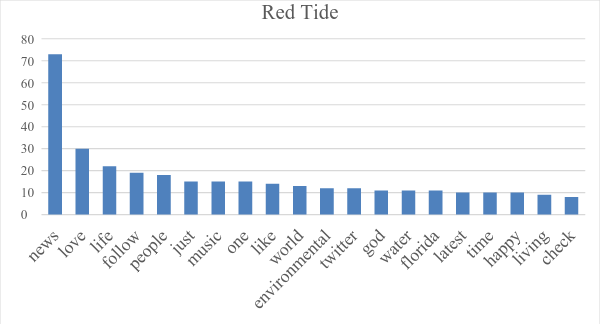 Red Tide
80
70
60
50
40
30
20
10
0
news
love
life
follow
people
just
music
one
like
world
environmental
twitter
god
water
florida
latest
time
happy
living
check